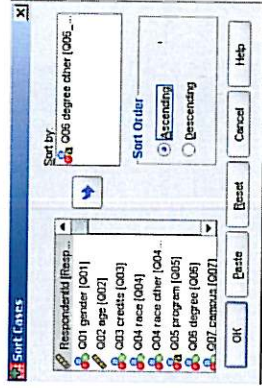 Sort Cases
ResponderId [Resp...
Q01 gender [Q01]
Q02 age [Q02]
Q03 credits [Q03]
Q04 race [Q04]
Q04 race other [Q04...
Q05 program [Q05]
Q06 degree [Q06]
Q07 campus [Q07]
Sort by
Q06 degree other [Q06_...
Sort Order
Ascending
Descending
OK
Paste
Reset
Cancel
Help